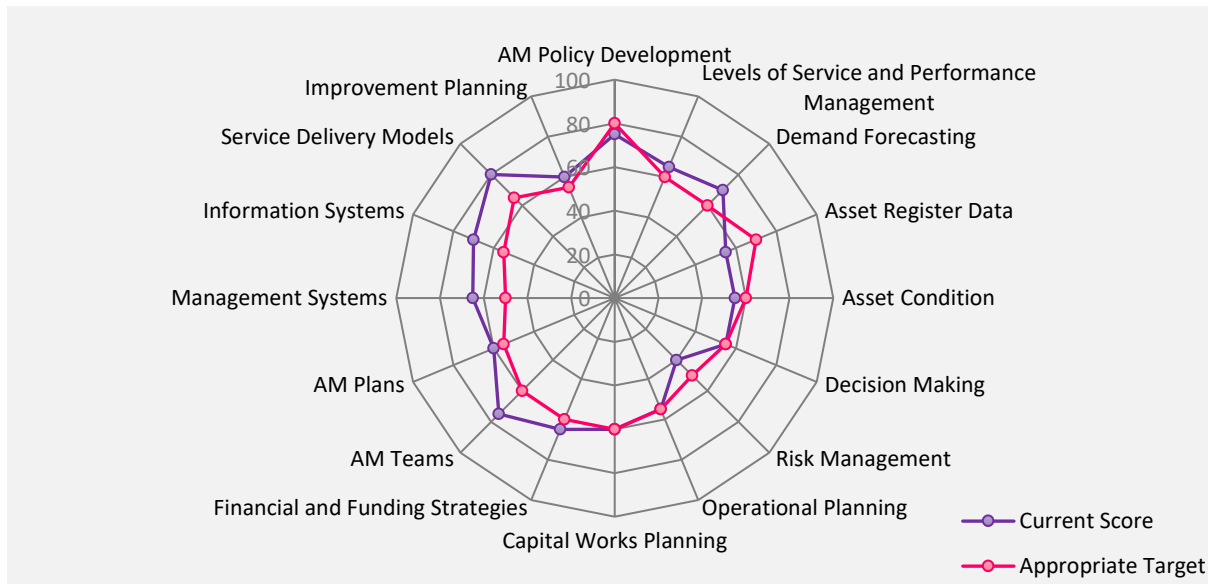 AM Policy Development
Levels of Service and Performance
Management
Improvement Planning
Demand Forecasting
Service Delivery Models
Asset Register Data
Information Systems
Asset Condition
Management Systems
Decision Making
AM Plans
Risk Management
AM Teams
Operational Planning
Financial and Funding Strategies
Capital Works Planning
100
80
60
40
20
0
Current Score
Appropriate Target